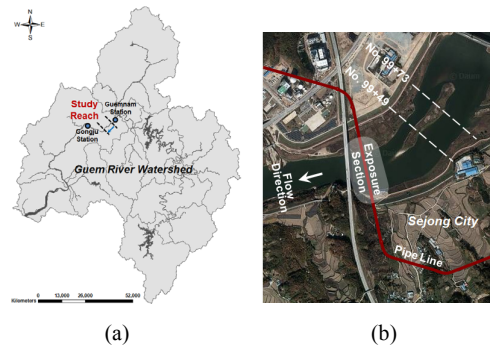 N
W E
S
Study
Reach
Guemnam
Station
Gongju
Station
Guem River Watershed
Kilometers
0 13,000 26,000 52,000
No. 99+73
No. 99+49
Exposure
Section
Flow
Direction
Sejong City
Pipe Line
(a)
(b)